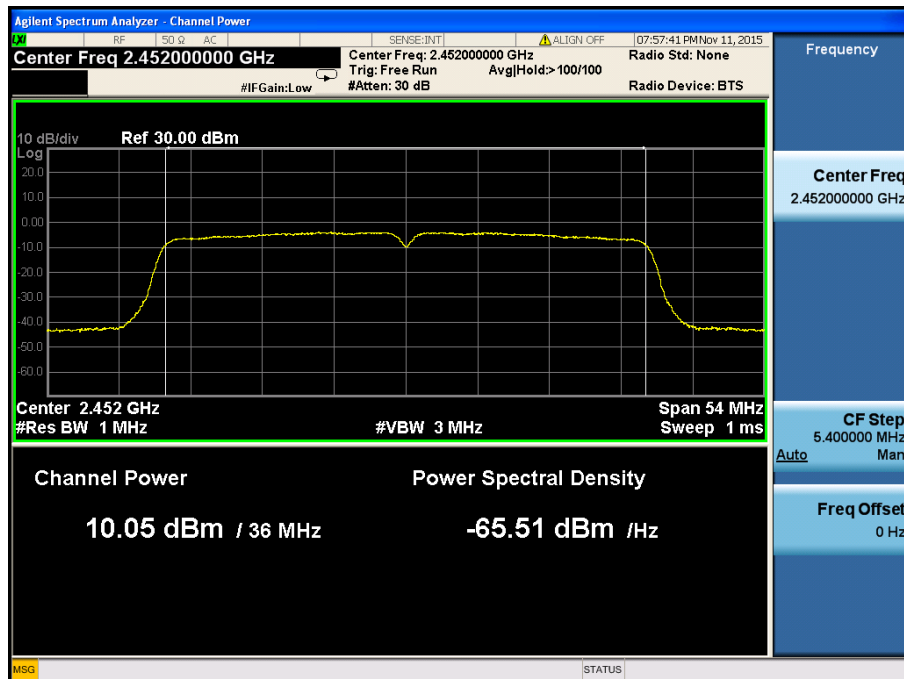 Agilent Spectrum Analyzer - Channel Power
LXI RF 50 Ω AC SENSE:INT ALIGN OFF 07:57:41 PM Nov 11, 2015
Center Freq 2.452000000 GHz
Center Freq: 2.452000000 GHz Radio Std: None
Trig: Free Run Avg|Hold:>100/100
#IFGain:Low #Atten: 30 dB Radio Device: BTS
Frequency
10 dB/div Ref 30.00 dBm
Log
20.0
10.0
0.00
-10.0
-20.0
-30.0
-40.0
-50.0
-60.0
Center 2.452 GHz Span 54 MHz
#Res BW 1 MHz #VBW 3 MHz Sweep 1 ms
Channel Power Power Spectral Density
10.05 dBm / 36 MHz -65.51 dBm /Hz
Center Freq
2.452000000 GHz
CF Step
5.400000 MHz
Auto Man
Freq Offset
0 Hz
MSG STATUS